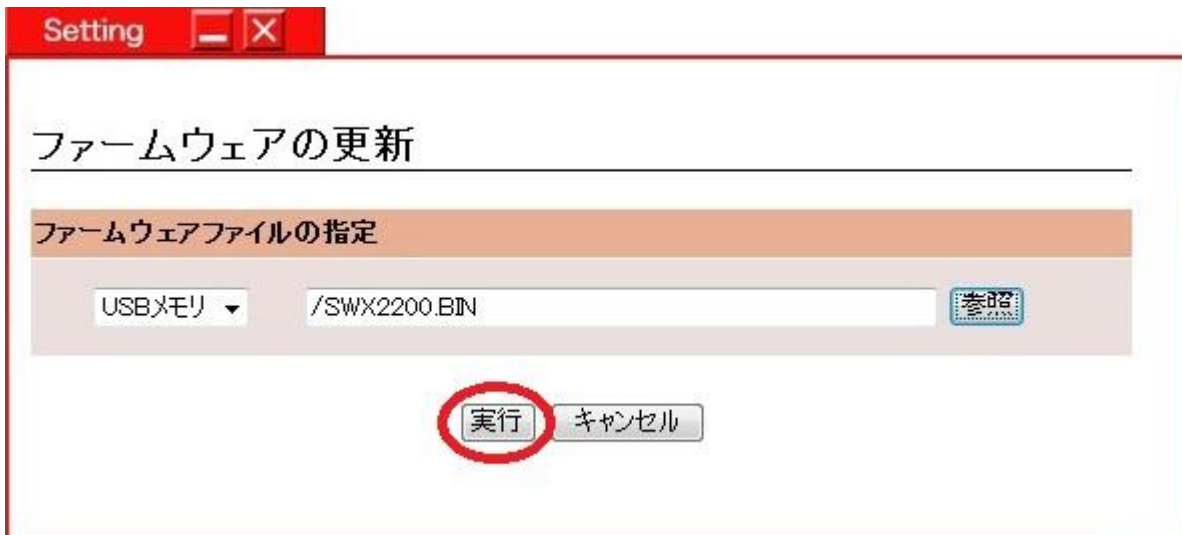 Setting
ファームウェアの更新
ファームウェアファイルの指定
USBメモリ /SWX2200.BIN 参照
実行 キャンセル